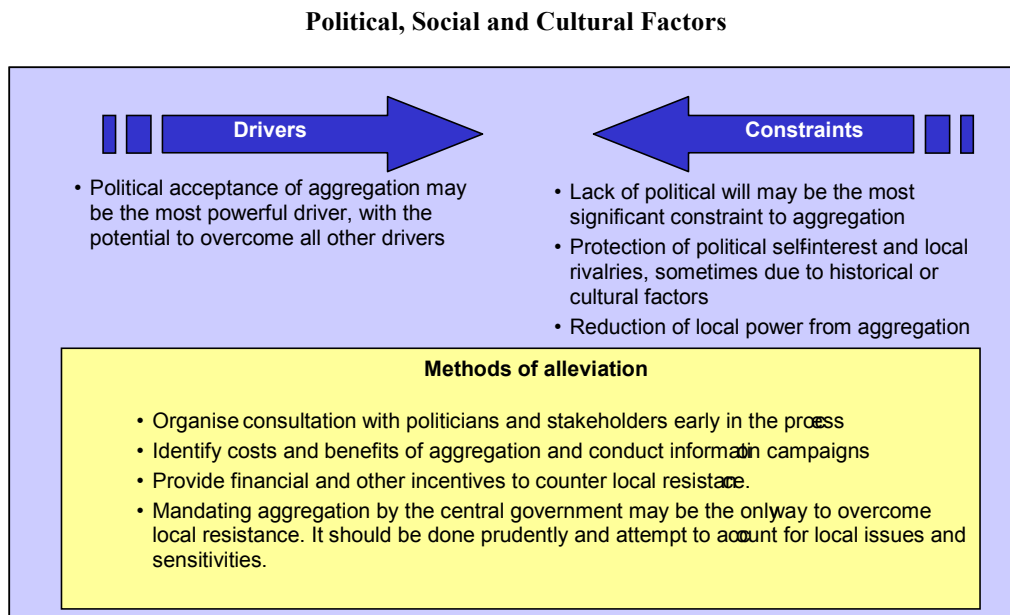 Political, Social and Cultural Factors
Drivers
• Political acceptance of aggregation may
be the most powerful driver, with the
potential to overcome all other drivers
Constraints
• Lack of political will may be the most
significant constraint to aggregation
• Protection of political selfinterest and local
rivalries, sometimes due to historical or
cultural factors
• Reduction of local power from aggregation
Methods of alleviation
• Organise consultation with politicians and stakeholders early in the process
• Identify costs and benefits of aggregation and conduct information campaigns
• Provide financial and other incentives to counter local resistance.
• Mandating aggregation by the central government may be the only way to overcome
local resistance. It should be done prudently and attempt to account for local issues and
sensitivities.